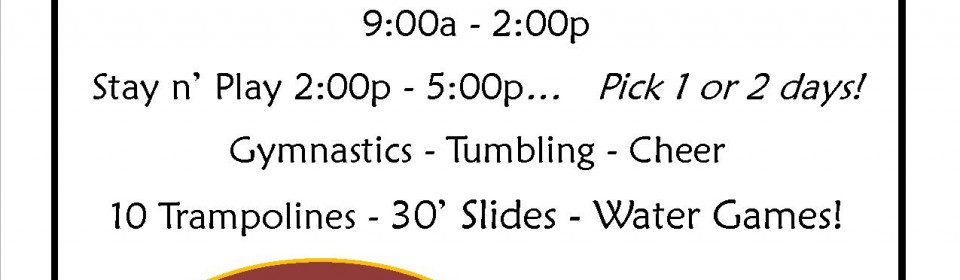 9:00a - 2:00p
Stay n’ Play 2:00p - 5:00p... Pick 1 or 2 days!
Gymnastics - Tumbling - Cheer
10 Trampolines - 30’ Slides - Water Games!